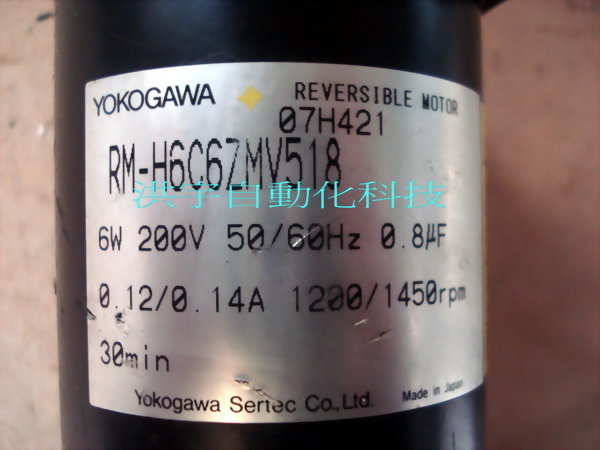 YOKOGAWA REVERSIBLE MOTOR
07H421
RM-H6C6ZMV518
洪宇自動化科技
6W 200V 50/60Hz 0.8μF
0.12/0.14A 1200/1450rpm
30min
Yokogawa Sertec Co.,Ltd. Made in Japan